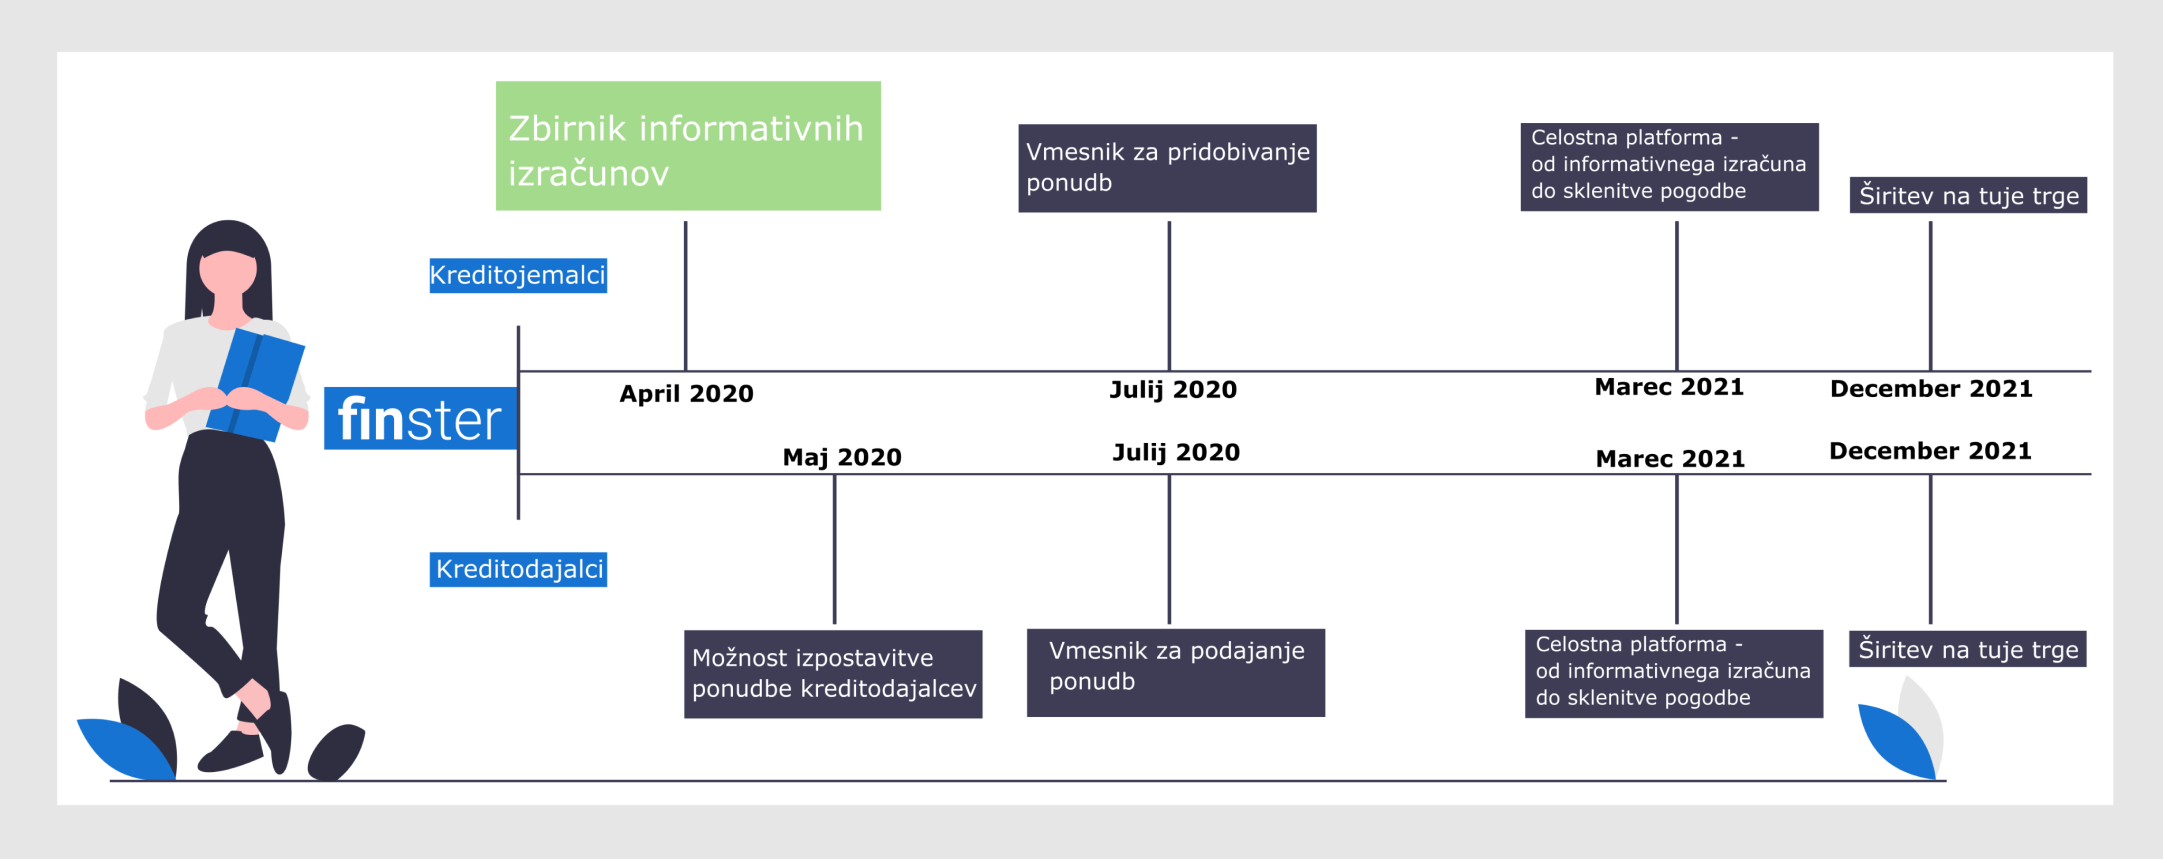 Zbirnik informativnih
izračunov
Vmesnik za pridobivanje
ponudb
Celostna platforma -
od informativnega izračuna
do sklenitve pogodbe
Širitev na tuje trge
Kreditojemalci
April 2020
Julij 2020
Marec 2021
December 2021
finster
Maj 2020
Julij 2020
Marec 2021
December 2021
Kreditodajalci
Možnost izpostavitve
ponudbe kreditodajalcev
Vmesnik za podajanje
ponudb
Celostna platforma -
od informativnega izračuna
do sklenitve pogodbe
Širitev na tuje trge